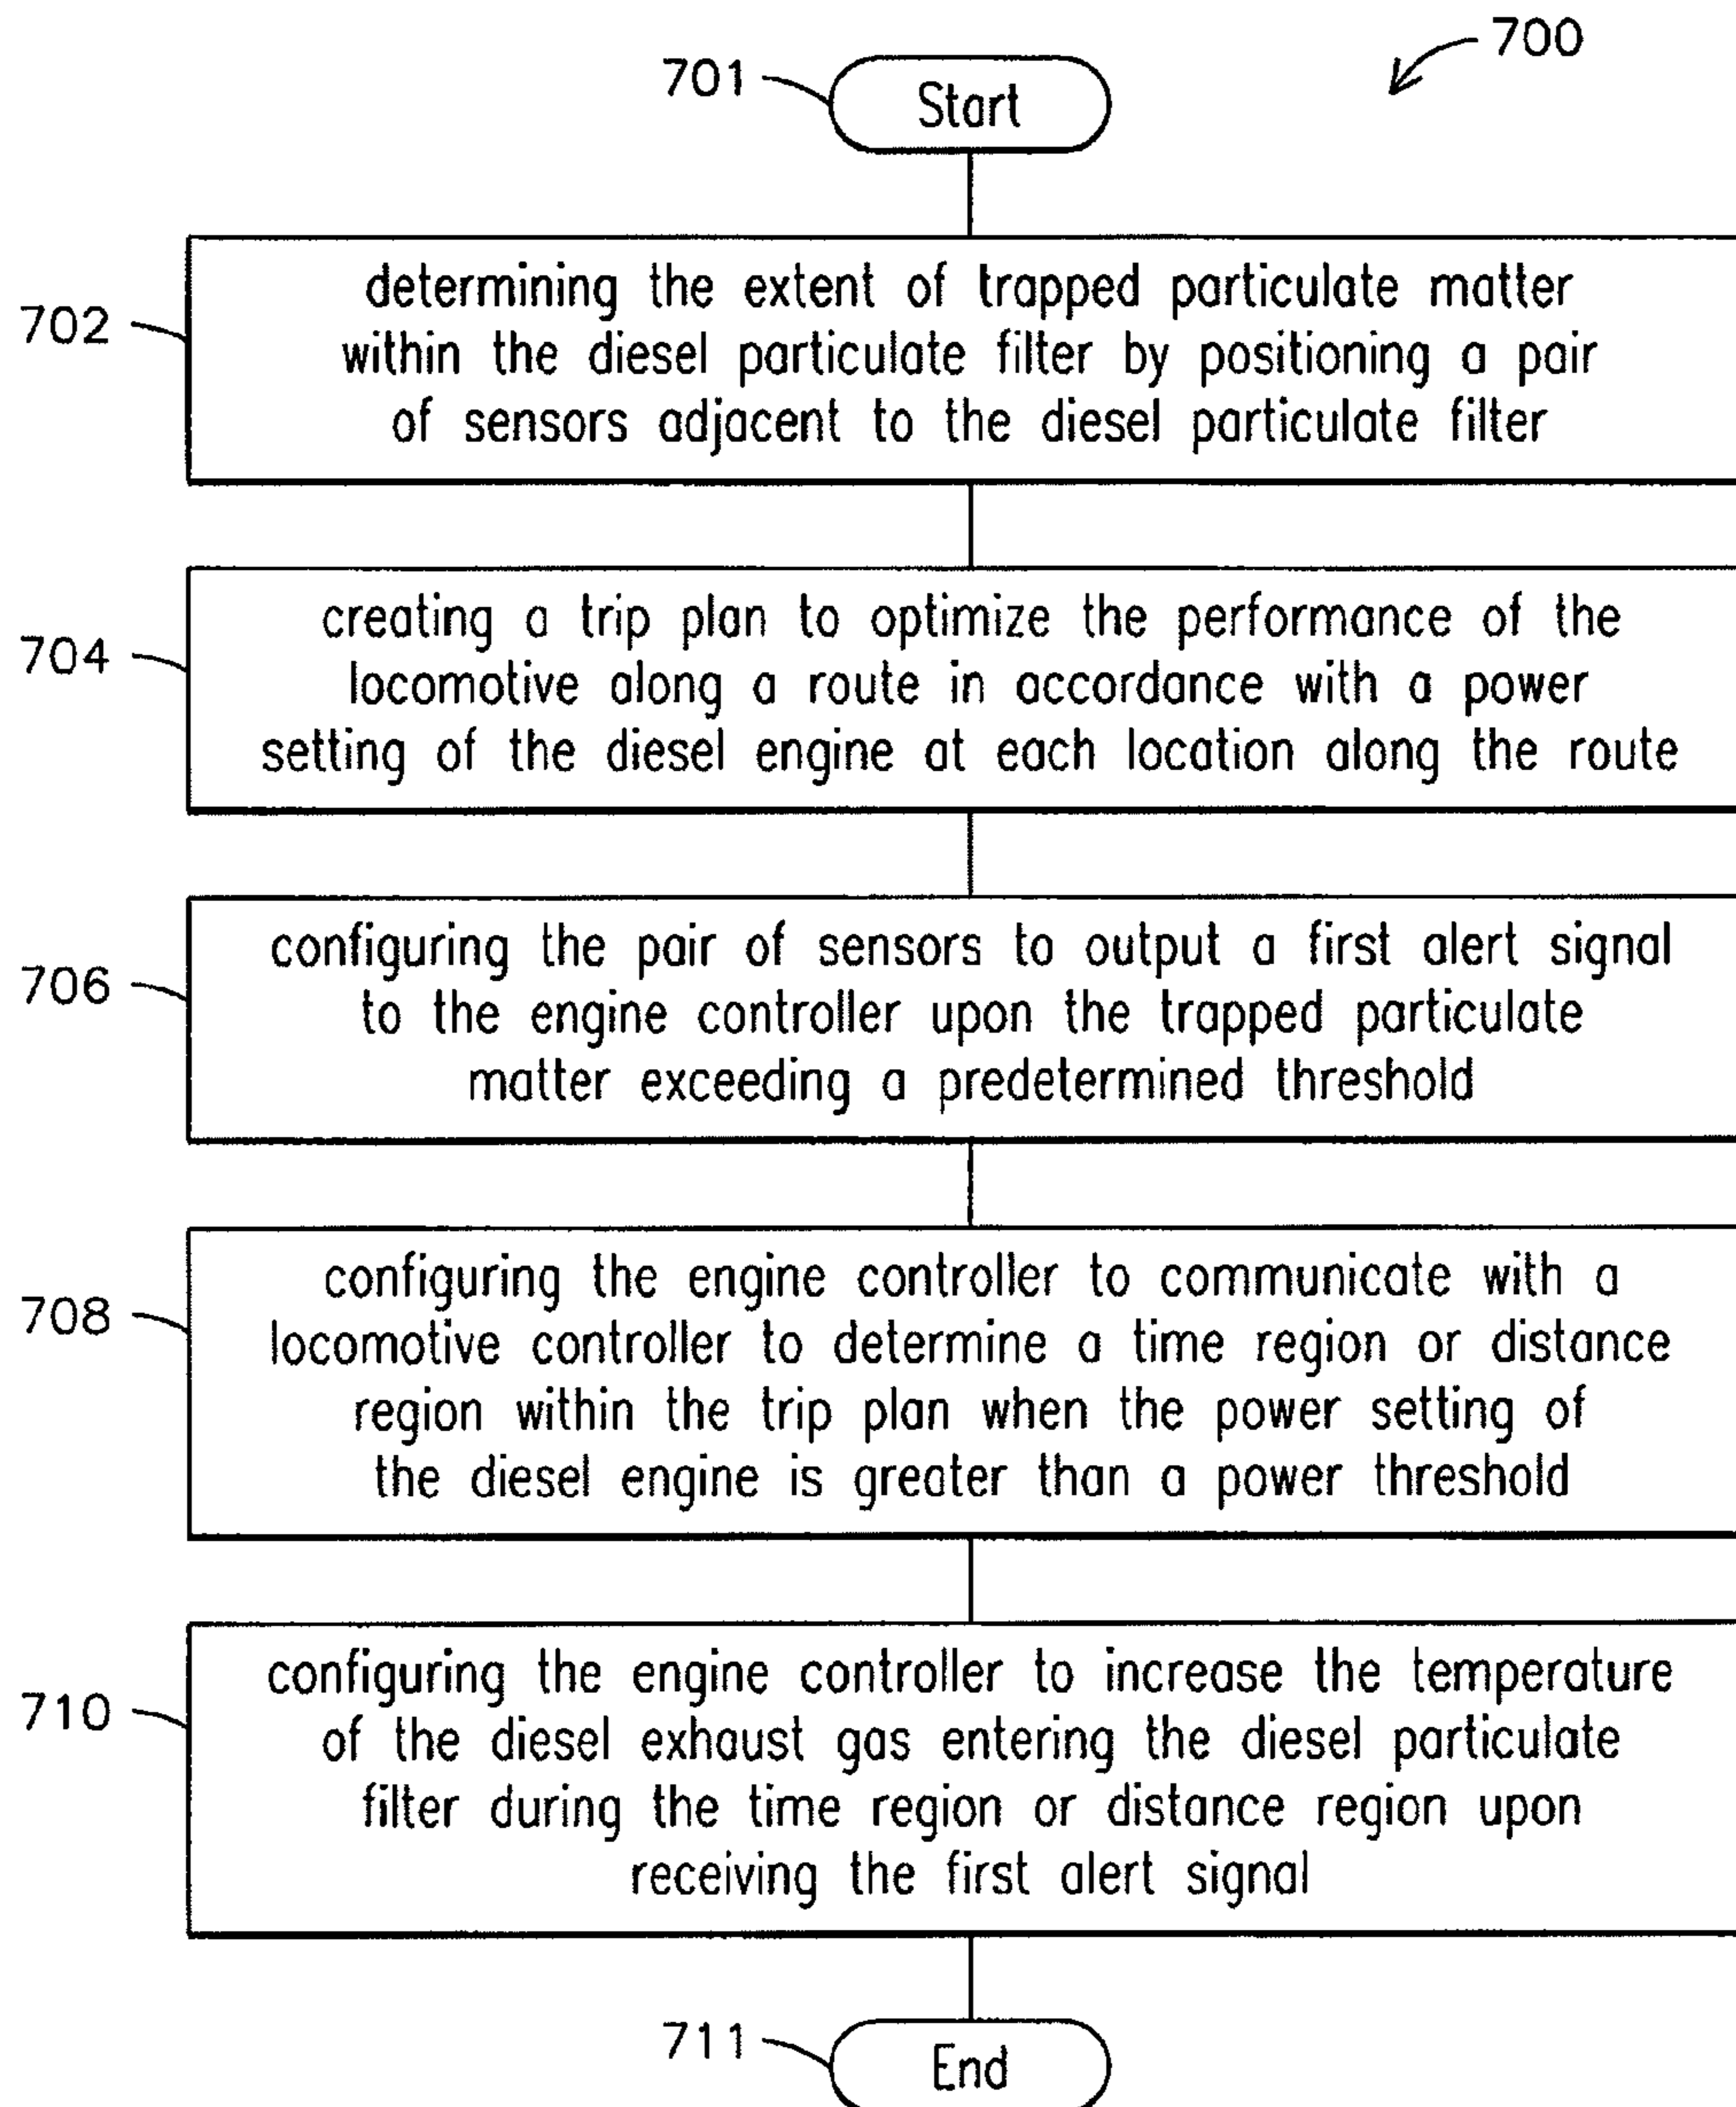 700
701
Start
702
determining the extent of trapped particulate matter
within the diesel particulate filter by positioning a pair
of sensors adjacent to the diesel particulate filter
704
creating a trip plan to optimize the performance of the
locomotive along a route in accordance with a power
setting of the diesel engine at each location along the route
706
configuring the pair of sensors to output a first alert signal
to the engine controller upon the trapped particulate
matter exceeding a predetermined threshold
708
configuring the engine controller to communicate with a
locomotive controller to determine a time region or distance
region within the trip plan when the power setting of
the diesel engine is greater than a power threshold
710
configuring the engine controller to increase the temperature
of the diesel exhaust gas entering the diesel particulate
filter during the time region or distance region upon
receiving the first alert signal
711
End